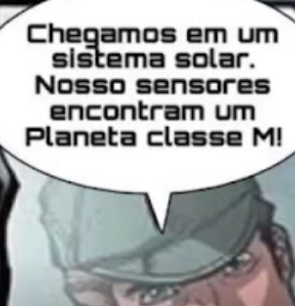 Chegamos em um
sistema solar.
Nosso sensores
encontram um
Planeta classe M!